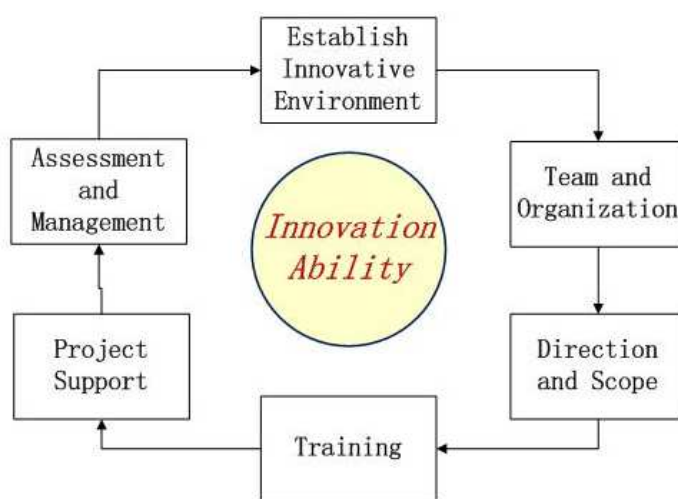 Establish
Innovative
Environment
Assessment
and
Management
Team and
Organization
Innovation
Ability
Project
Support
Direction
and Scope
Training